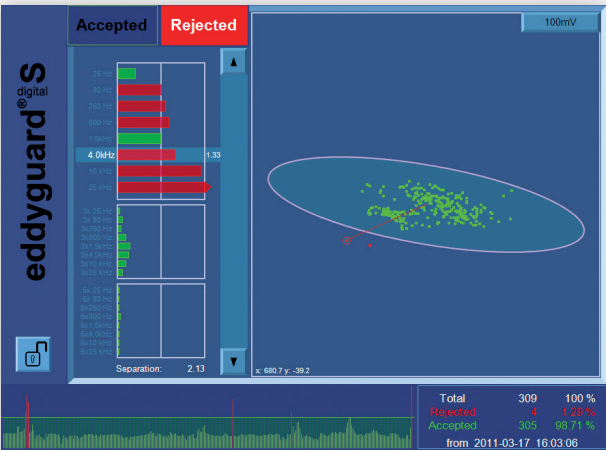 eddyguard® S
digital
Accepted
Rejected
100mV
25 Hz
80 Hz
250 Hz
800 Hz
1.5kHz
4.0kHz 1.33
10 kHz
25 kHz
3x 25 Hz
3x 80 Hz
3x250 Hz
3x800 Hz
3x1.5kHz
3x4.0kHz
3x10 kHz
3x25 kHz
5x 25 Hz
5x 80 Hz
5x250 Hz
5x800 Hz
5x1.5kHz
5x4.0kHz
5x10 kHz
5x25 kHz
Separation: 2.13
x: 680.7 y: -39.2
Total 309 100 %
Rejected 4 1.29 %
Accepted 305 98.71 %
from 2011-03-17 16:03:06